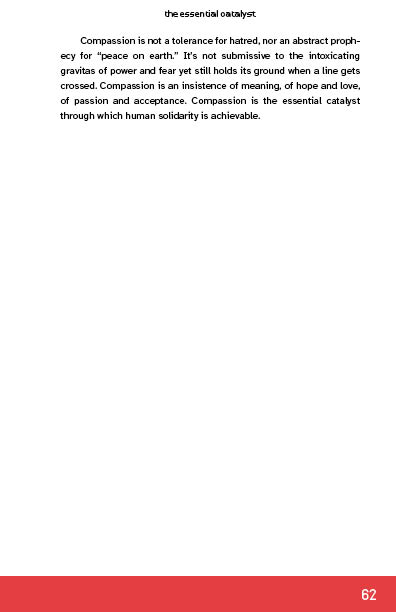 the essential catalyst
Compassion is not a tolerance for hatred, nor an abstract proph-
ecy for “peace on earth.” It's not submissive to the intoxicating
gravitas of power and fear yet still holds its ground when a line gets
crossed. Compassion is an insistence of meaning, of hope and love,
of passion and acceptance. Compassion is the essential catalyst
through which human solidarity is achievable.
62